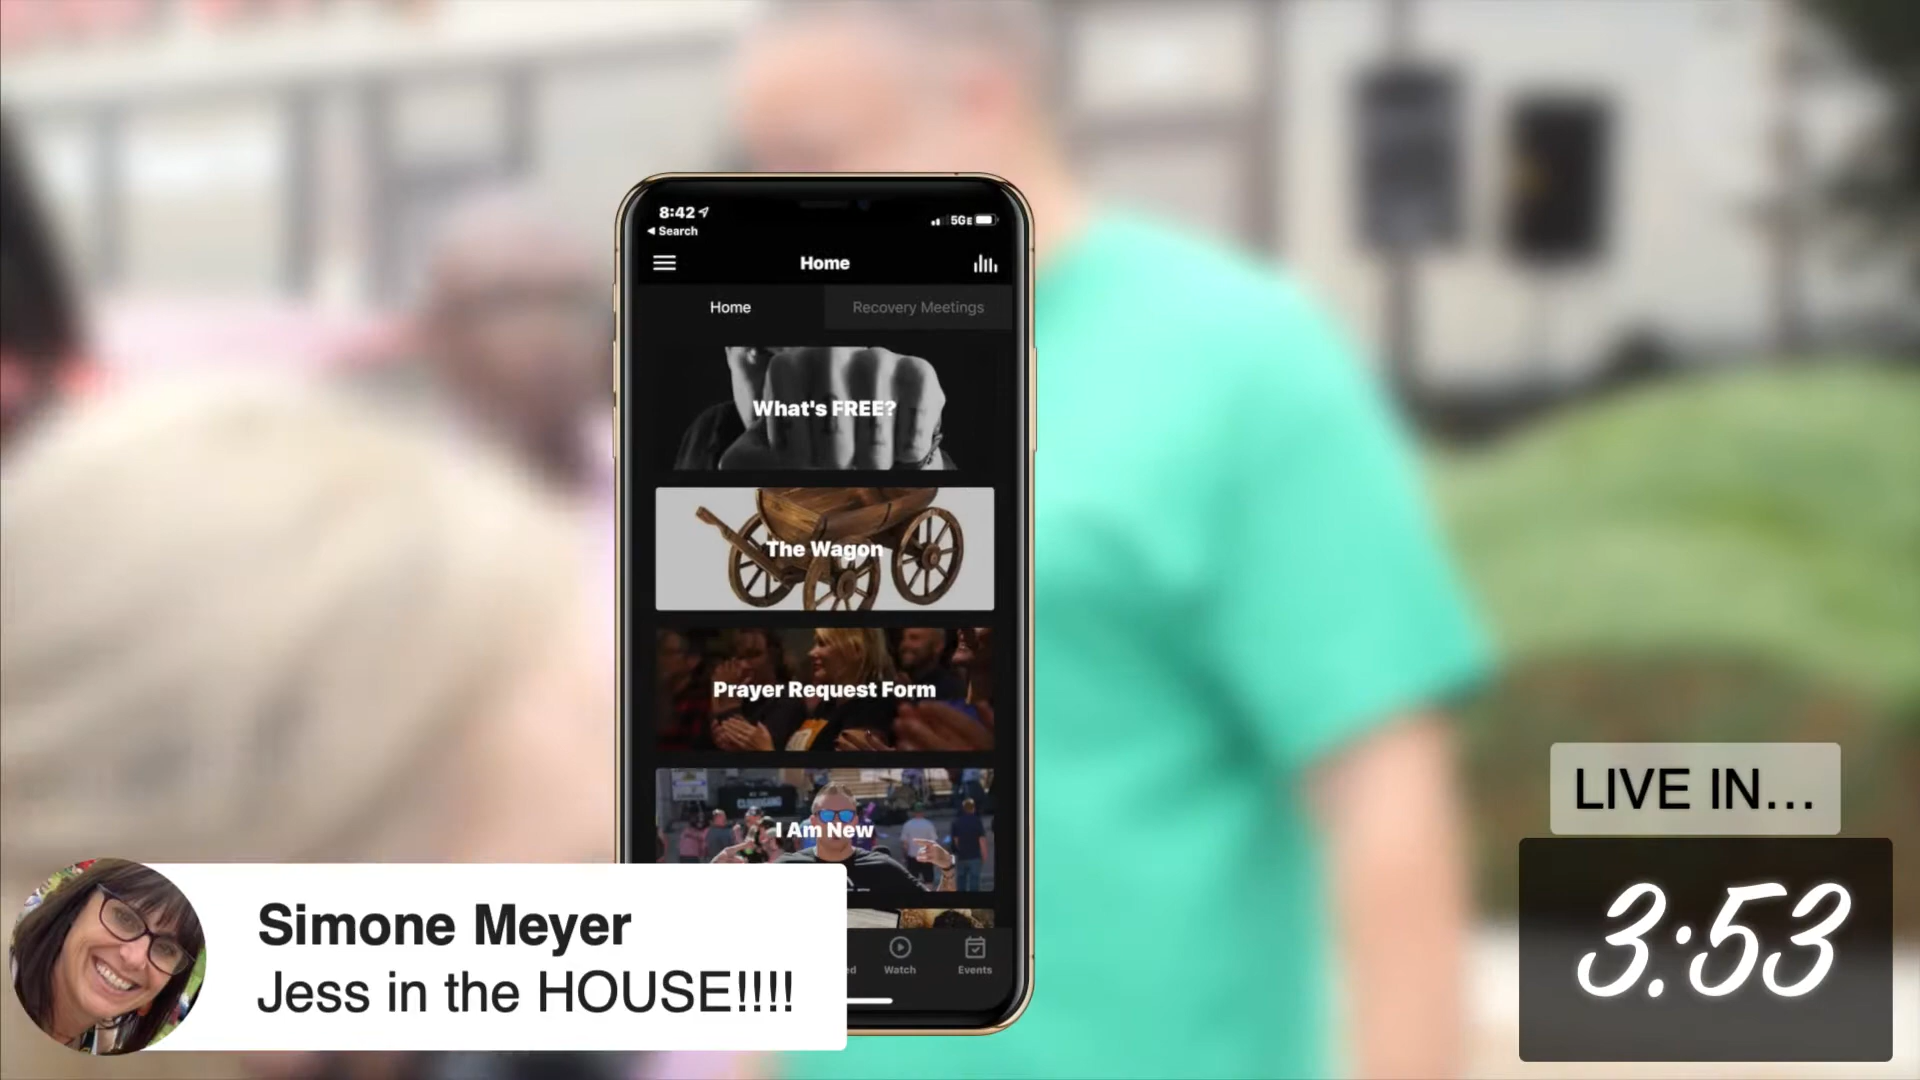 8:42
5GE
Search
Home
Home
Recovery Meetings
What's FREE?
The Wagon
Prayer Request Form
I Am New
Watch
Events
Simone Meyer
Jess in the HOUSE!!!!
LIVE IN...
3:53